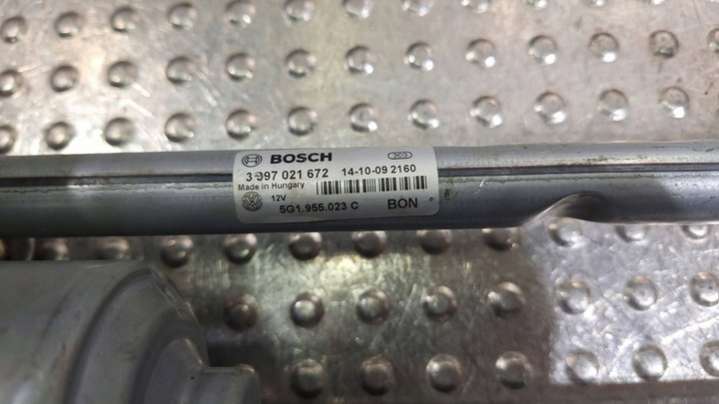 BOSCH
3 397 021 672 14-10-09 2160
Made in Hungary
12V
5G1.955.023 C BON